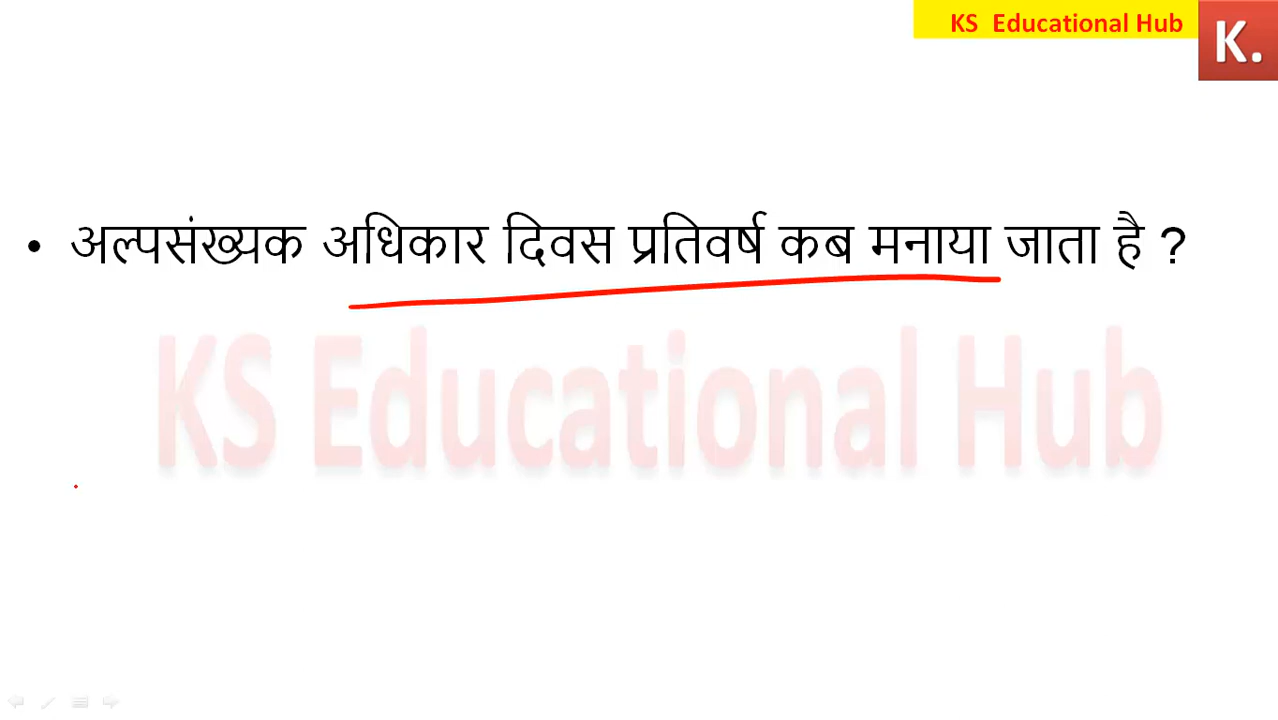 KS Educational Hub
K.
• अल्पसंख्यक अधिकार दिवस प्रतिवर्ष कब मनाया जाता है ?
KS Educational Hub